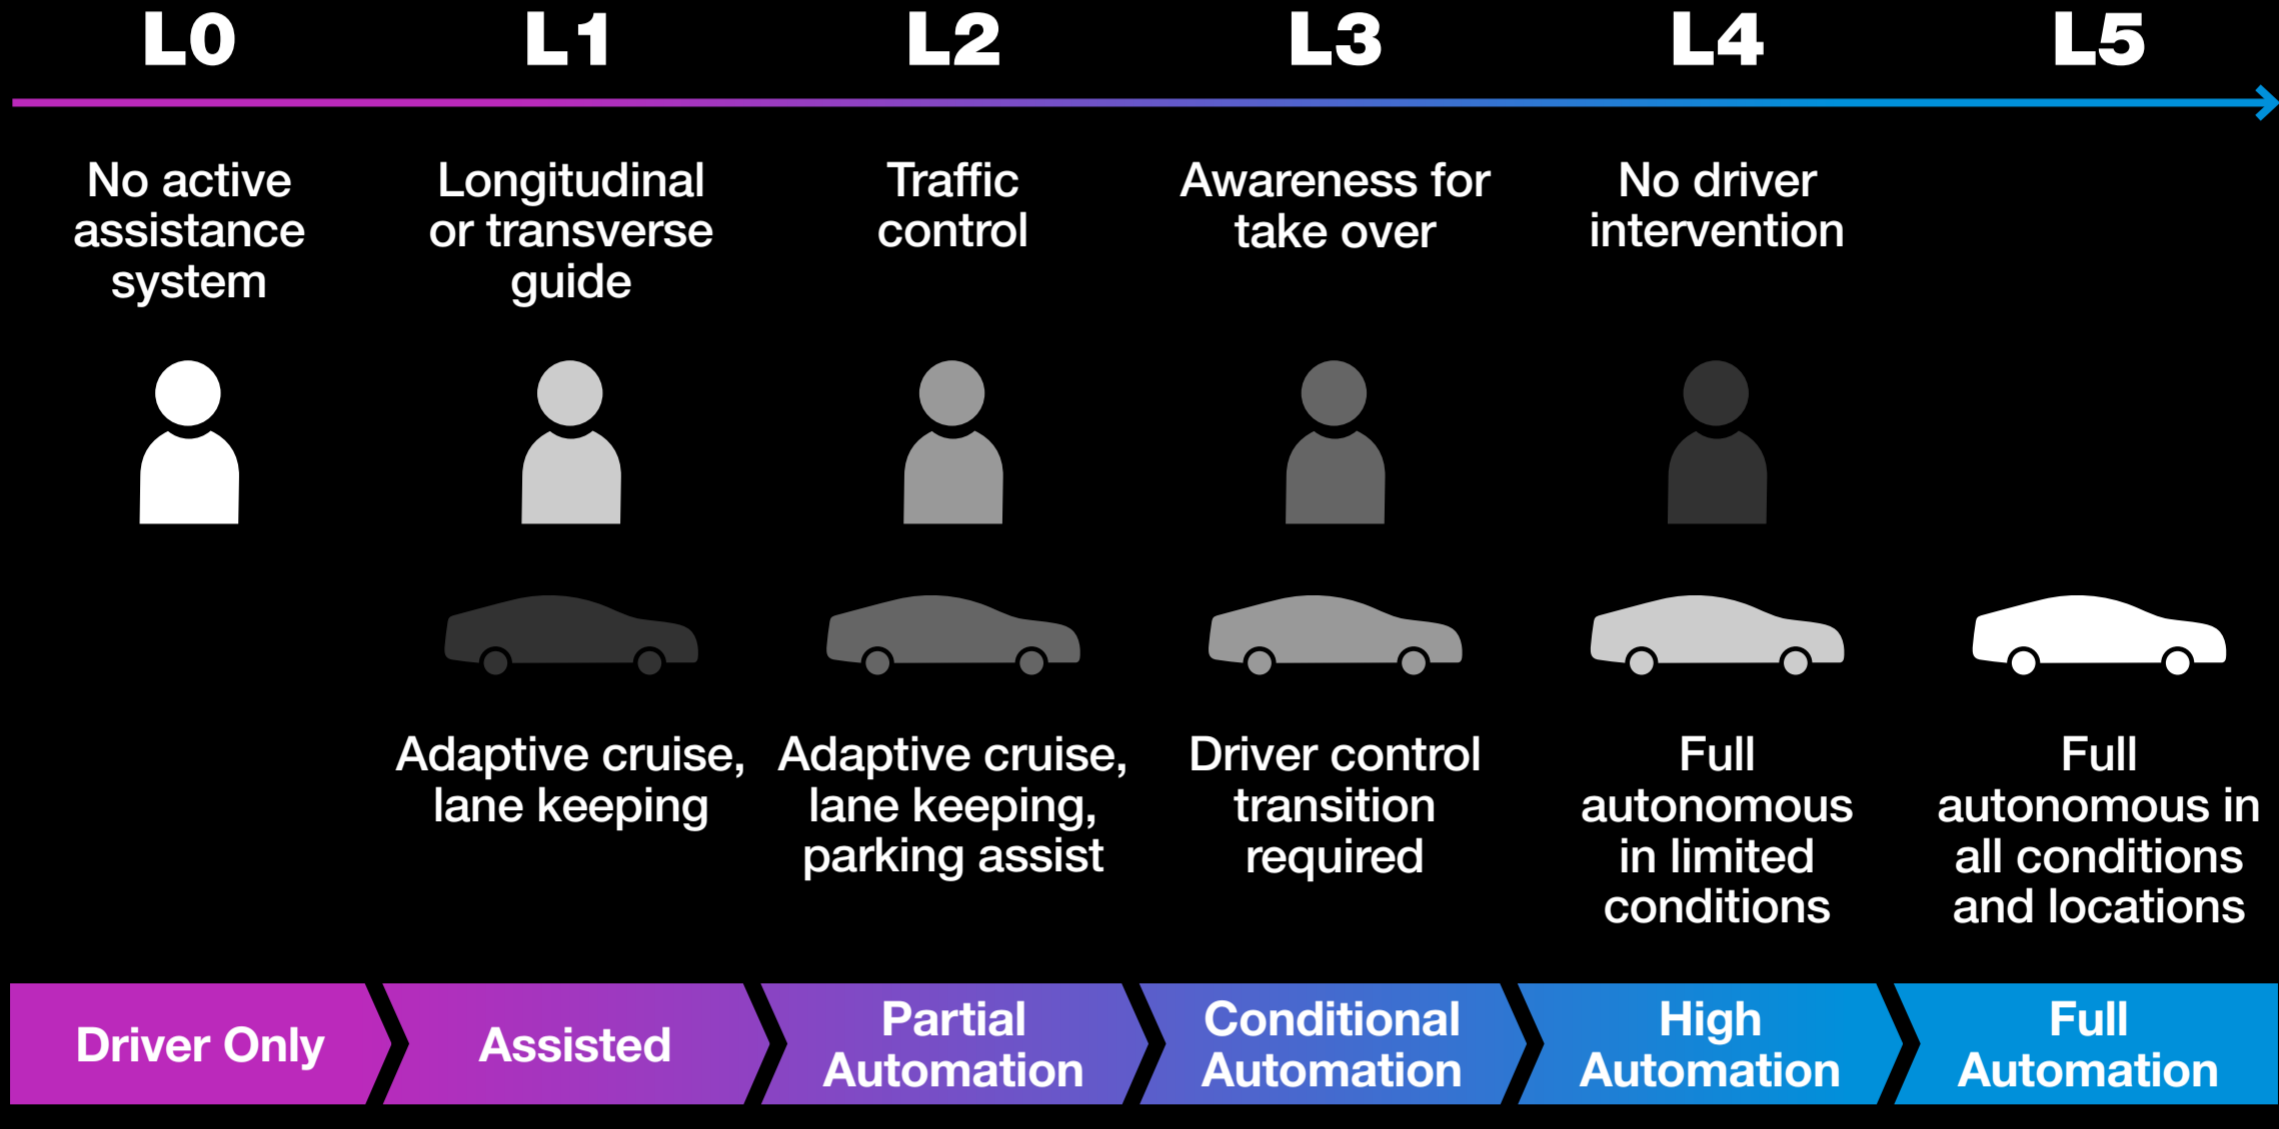 L0
L1
L2
L3
L4
L5
No active
assistance
system
Longitudinal
or transverse
guide
Traffic
control
Awareness for
take over
No driver
intervention
Adaptive cruise,
lane keeping
Adaptive cruise,
lane keeping,
parking assist
Driver control
transition
required
Full
autonomous
in limited
conditions
Full
autonomous in
all conditions
and locations
Driver Only
Assisted
Partial
Automation
Conditional
Automation
High
Automation
Full
Automation